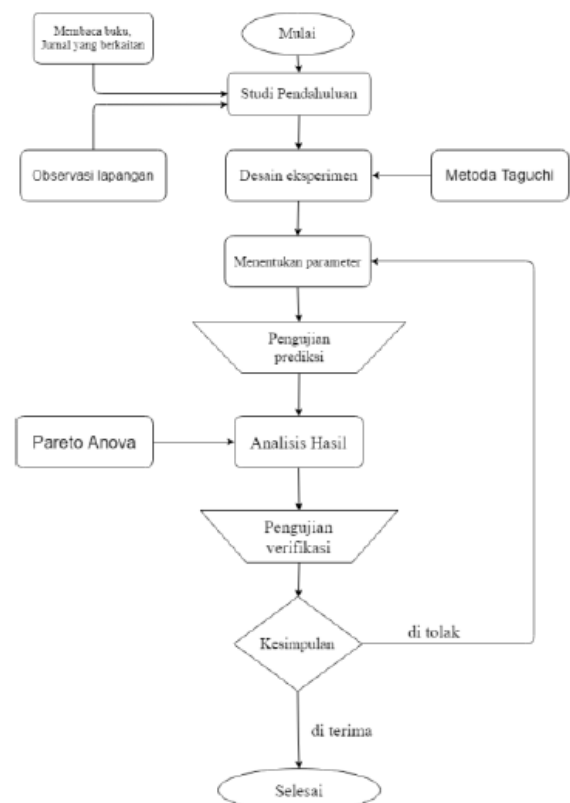 Membaca buku,
Jurnal yang berkaitan
Mulai
Studi Pendahuluan
Observasi lapangan
Desain eksperimen
Metoda Taguchi
Menentukan parameter
Pengujian
prediksi
Pareto Anova
Analisis Hasil
Pengujian
verifikasi
Kesimpulan
di tolak
di terima
Selesai